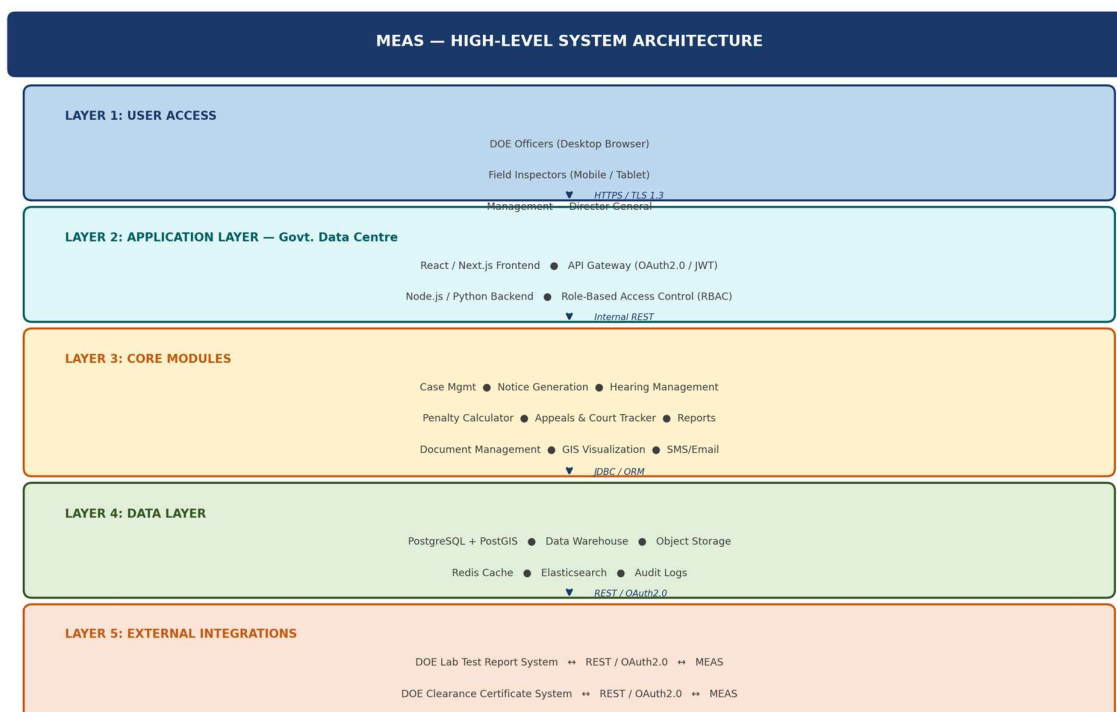 MEAS — HIGH-LEVEL SYSTEM ARCHITECTURE
LAYER 1: USER ACCESS
DOE Officers (Desktop Browser)
Field Inspectors (Mobile / Tablet)
HTTPS / TLS 1.3
Management — Director General
LAYER 2: APPLICATION LAYER — Govt. Data Centre
React / Next.js Frontend ● API Gateway (OAuth2.0 / JWT)
Node.js / Python Backend ● Role-Based Access Control (RBAC)
Internal REST
LAYER 3: CORE MODULES
Case Mgmt ● Notice Generation ● Hearing Management
Penalty Calculator ● Appeals & Court Tracker ● Reports
Document Management ● GIS Visualization ● SMS/Email
JDBC / ORM
LAYER 4: DATA LAYER
PostgreSQL + PostGIS ● Data Warehouse ● Object Storage
Redis Cache ● Elasticsearch ● Audit Logs
REST / OAuth2.0
LAYER 5: EXTERNAL INTEGRATIONS
DOE Lab Test Report System ↔ REST / OAuth2.0 ↔ MEAS
DOE Clearance Certificate System ↔ REST / OAuth2.0 ↔ MEAS